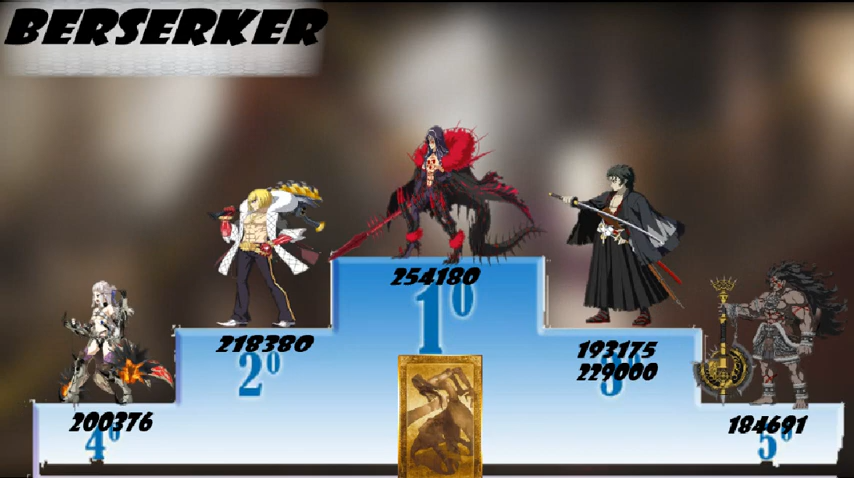 BERSERKER
254180
1º
218380
2º
193175
229000
3º
200376
4º
184691
5º